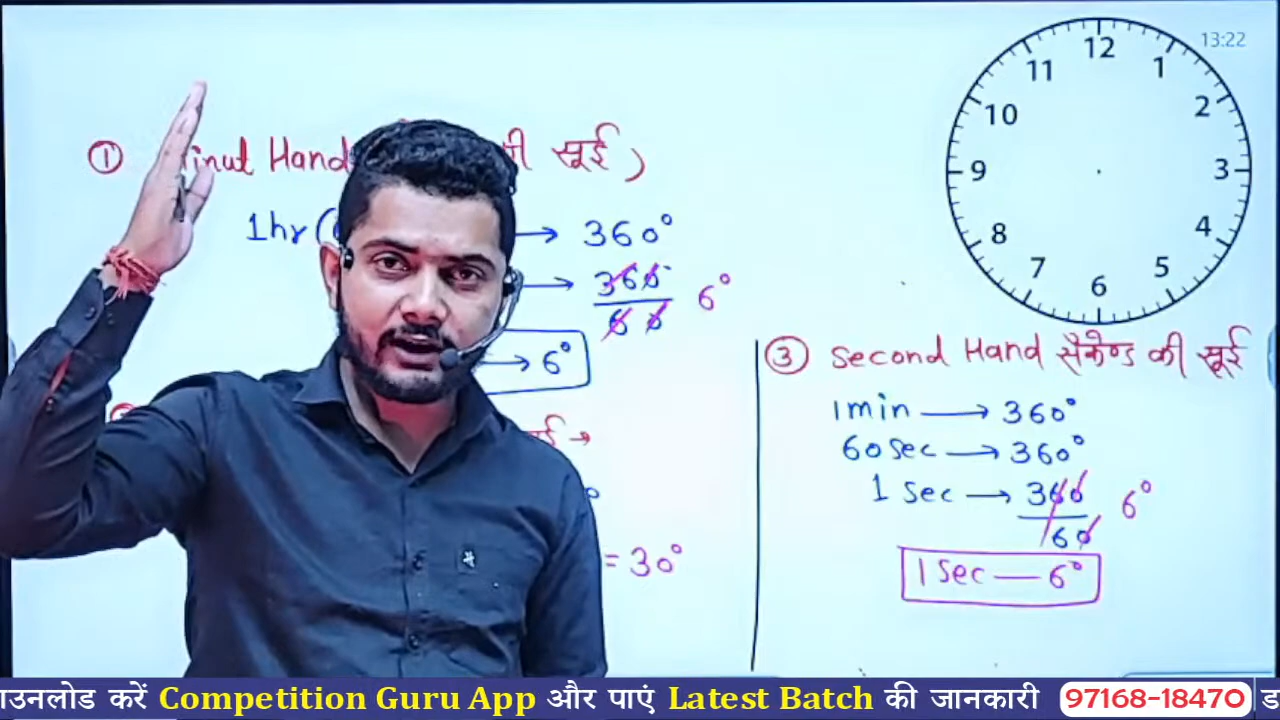 13:22
12
11
1
10
2
9
3
8
4
7
5
6
① Hand सूई )
1hr ( → 360°
→ 360 / 60 6°
→ 6°
→
= 30°
③ Second Hand सैकेण्ड की सूई
1min → 360°
60sec → 360°
1 sec → 360 / 60 6°
1 sec — 6°
करें Competition Guru App और पाएं Latest Batch की जानकारी 97168-18470